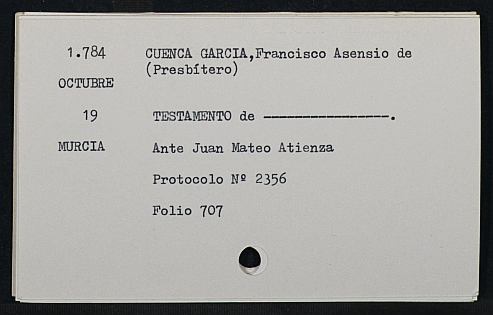 1.784 CUENCA GARCIA,Francisco Asensio de
(Presbítero)
OCTUBRE
19 TESTAMENTO de ----------------.
MURCIA Ante Juan Mateo Atienza
Protocolo Nº 2356
Folio 707